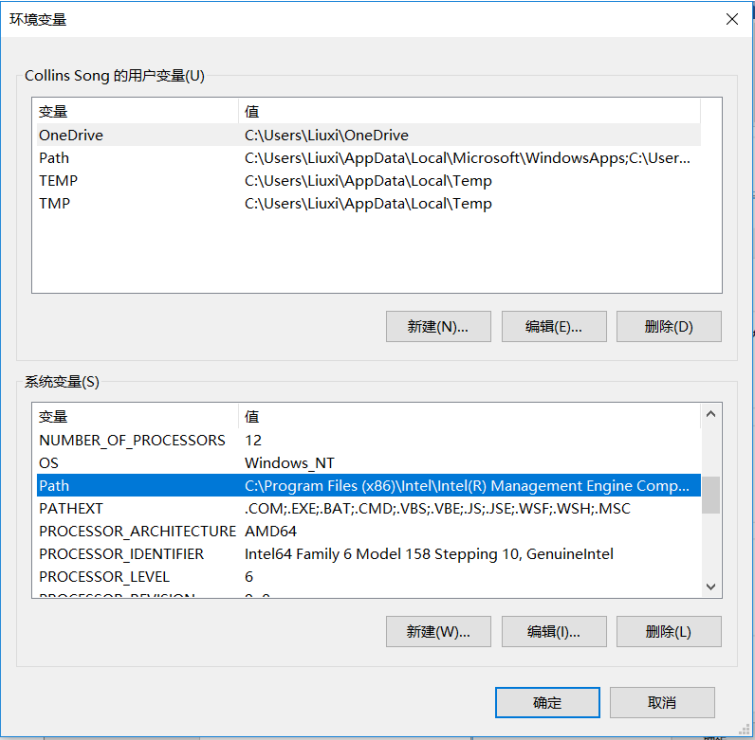 环境变量
Collins Song 的用户变量(U)
变量 值
OneDrive C:\Users\Liuxi\OneDrive
Path C:\Users\Liuxi\AppData\Local\Microsoft\WindowsApps;C:\User...
TEMP C:\Users\Liuxi\AppData\Local\Temp
TMP C:\Users\Liuxi\AppData\Local\Temp
新建(N)... 编辑(E)... 删除(D)
系统变量(S)
变量 值
NUMBER_OF_PROCESSORS 12
OS Windows_NT
Path C:\Program Files (x86)\Intel\Intel(R) Management Engine Comp...
PATHEXT .COM;.EXE;.BAT;.CMD;.VBS;.VBE;.JS;.JSE;.WSF;.WSH;.MSC
PROCESSOR_ARCHITECTURE AMD64
PROCESSOR_IDENTIFIER Intel64 Family 6 Model 158 Stepping 10, GenuineIntel
PROCESSOR_LEVEL 6
PROCESSOR_REVISION
新建(W)... 编辑(I)... 删除(L)
确定 取消